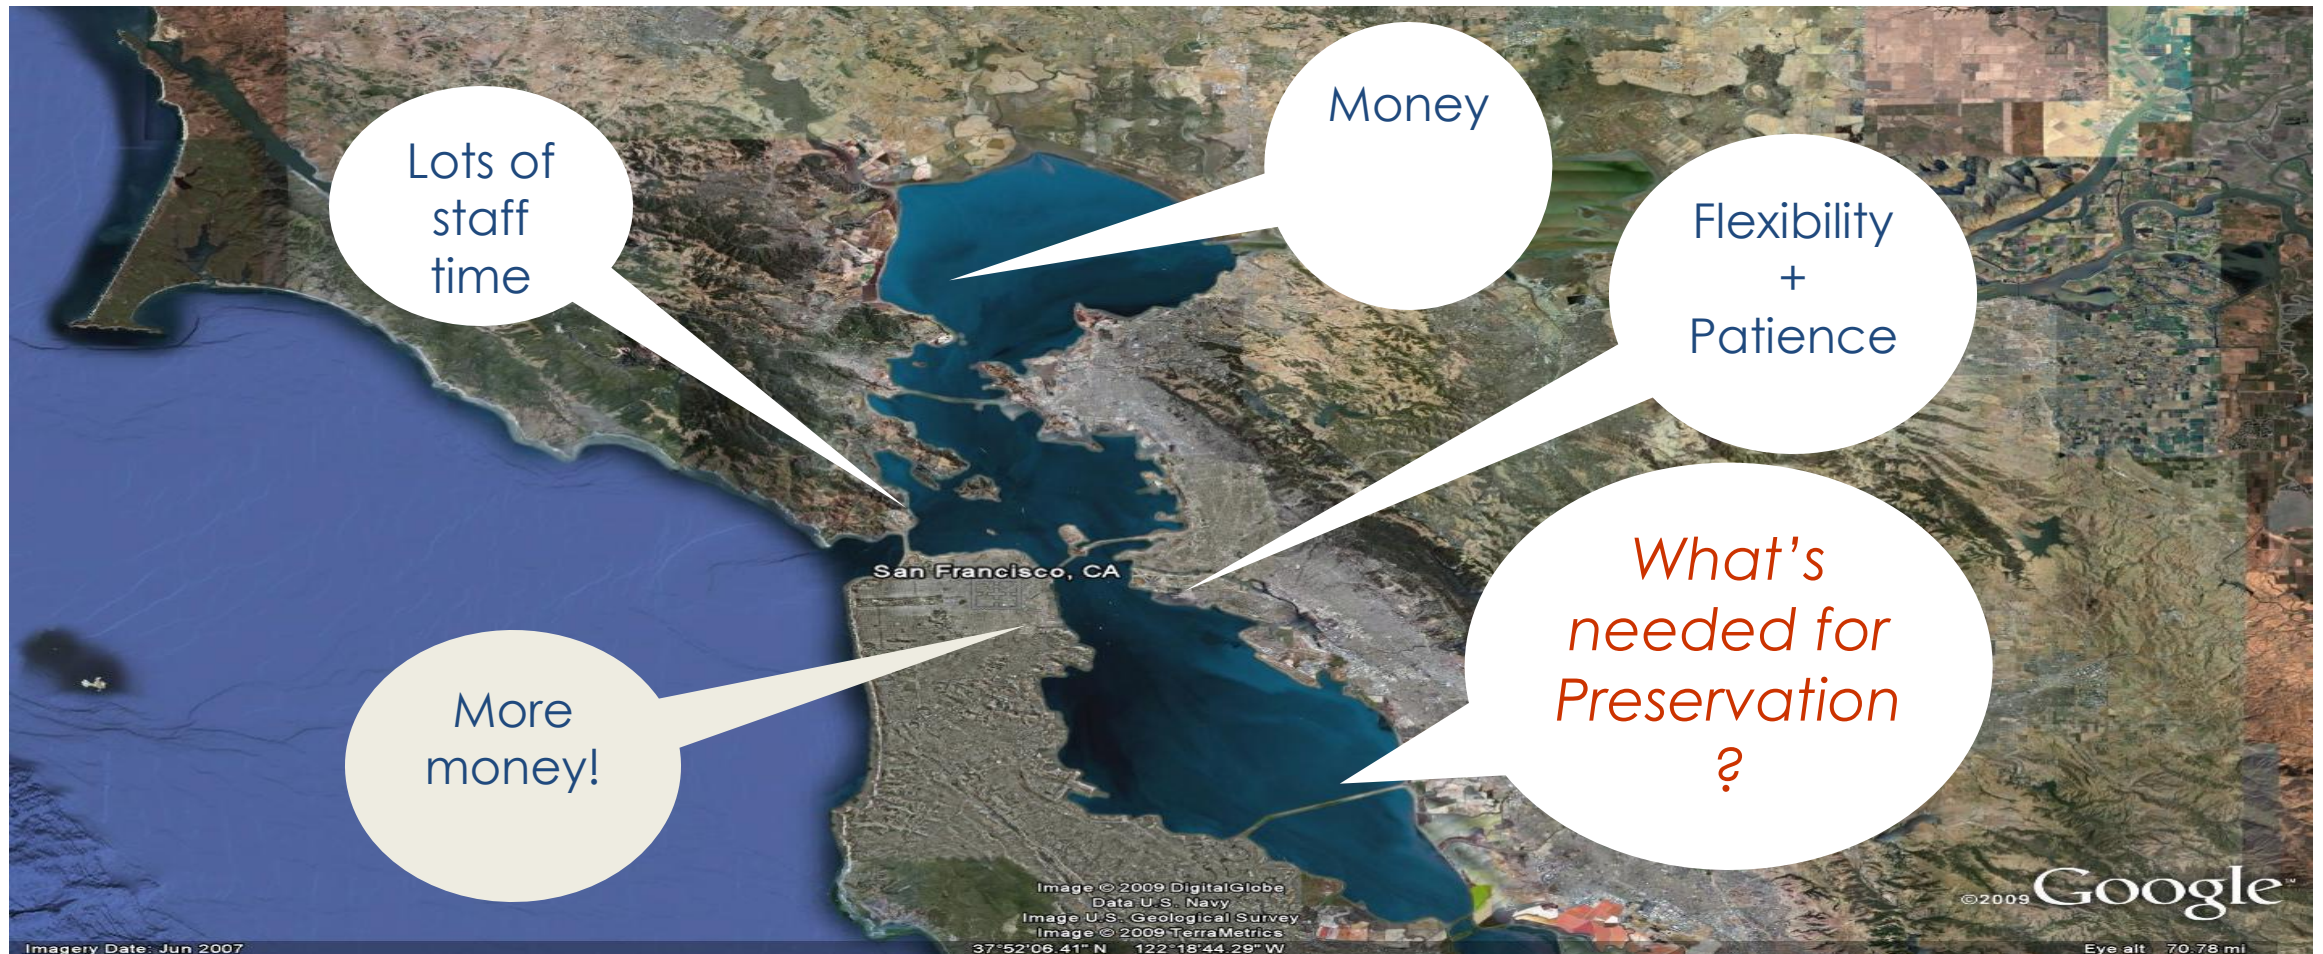 Money
Lots of
staff
time
Flexibility
+
Patience
What's
needed for
Preservation
?
San Francisco, CA
More
money!
Image © 2009 DigitalGlobe
Data U.S. Navy
Image U.S. Geological Survey
Image © 2009 TerraMetrics
©2009 Google™
Imagery Date: Jun 2007
37°52'06.41" N 122°18'44.29" W
Eye alt 70.78 mi